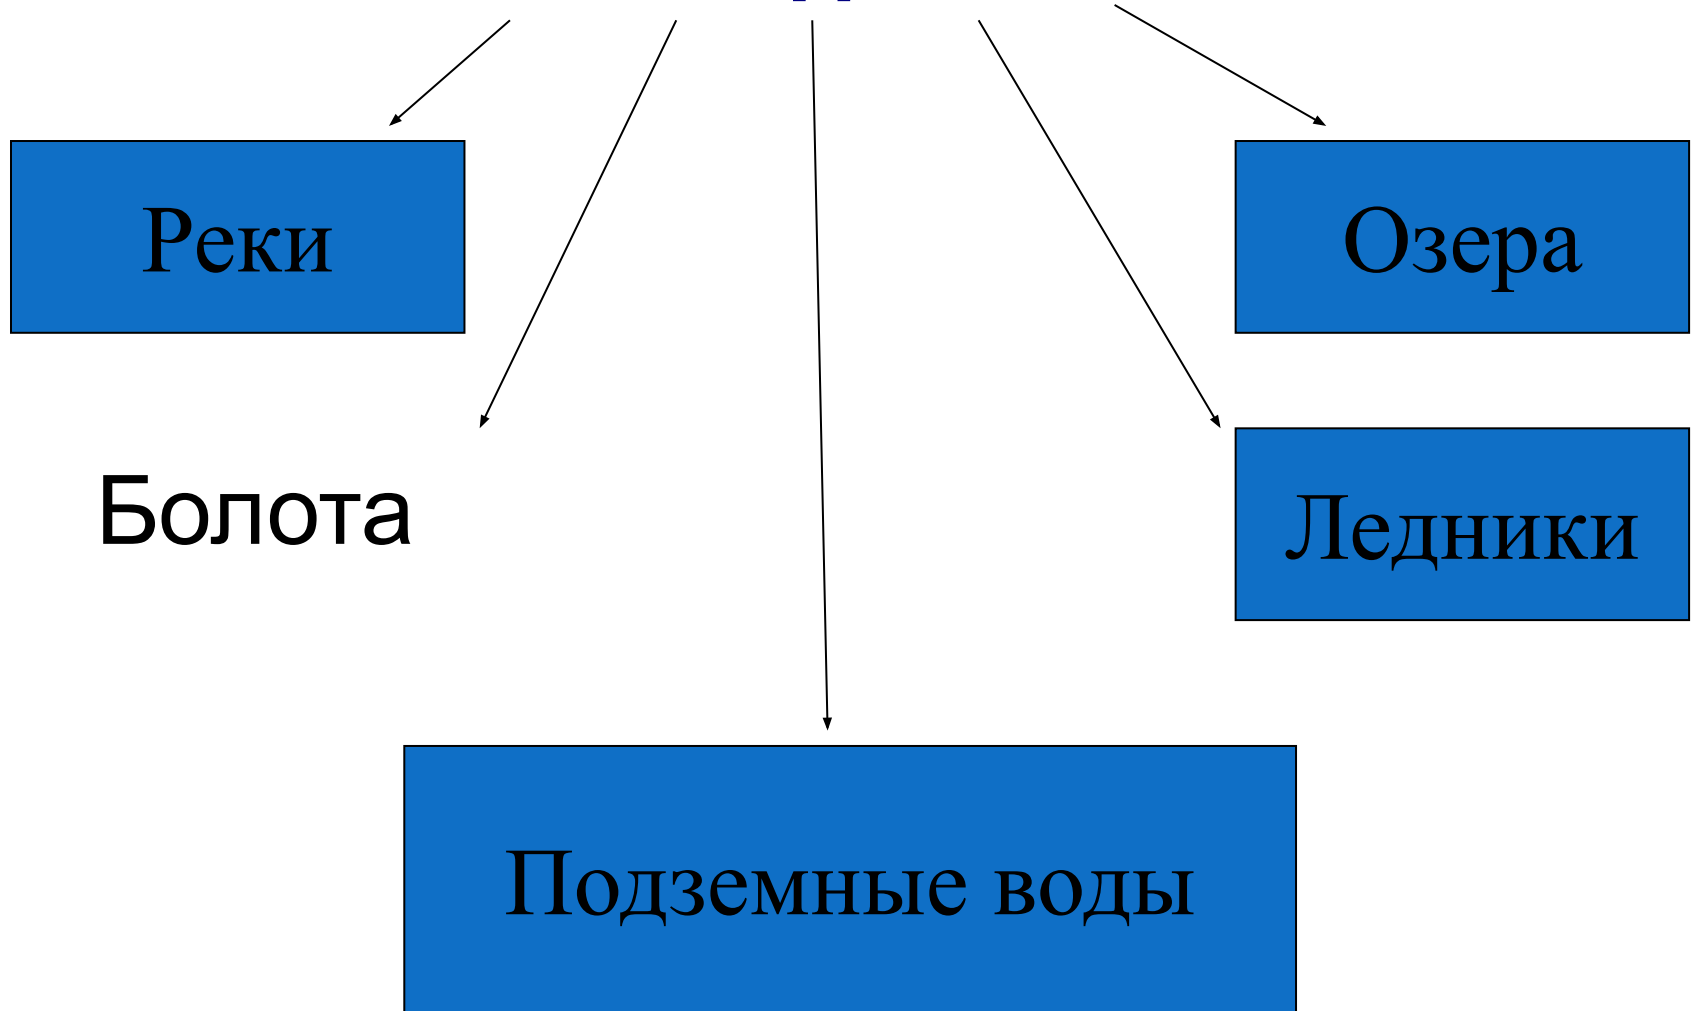 Реки
Озера
Болота
Ледники
Подземные воды